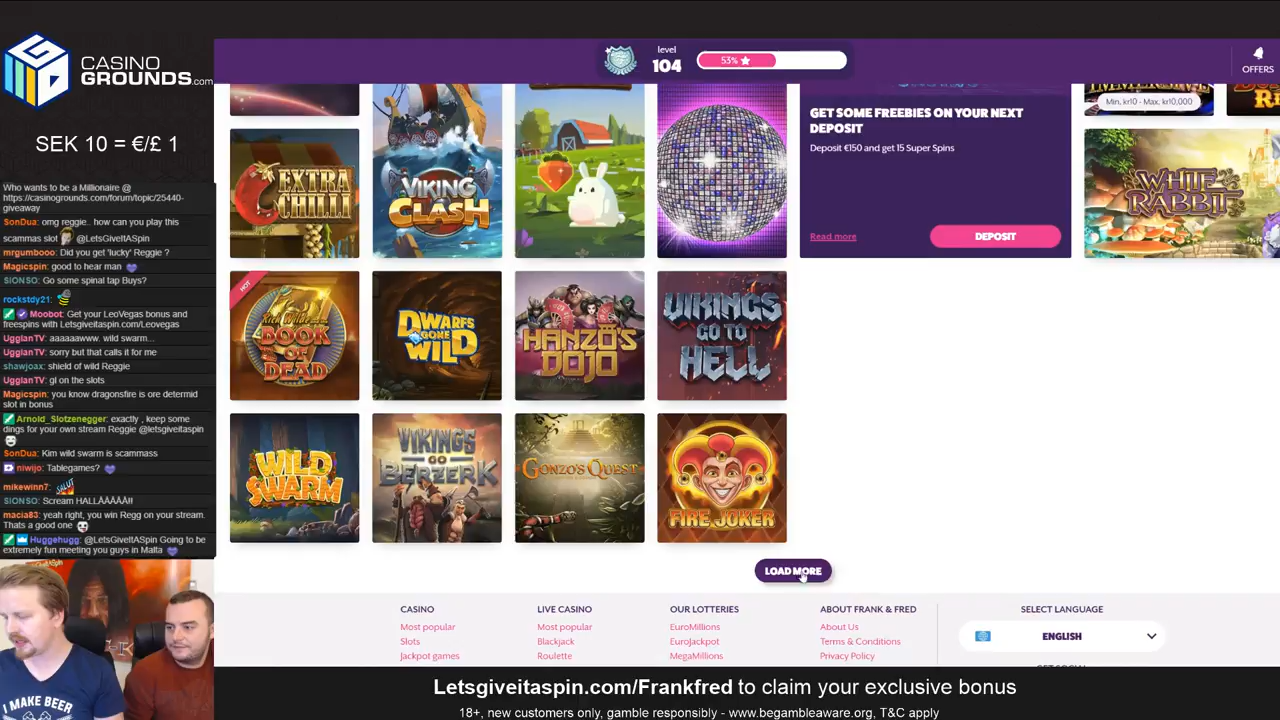 CASINO
GROUNDS.com
SEK 10 = €/£ 1
Who wants to be a Millionaire @
https://casinogrounds.com/forum/topic/25440-
giveaway
SonDua: omg reggie.. how can you play this
scammas slot @LetsGiveItASpin
mrgumbooo: Did you get 'lucky' Reggie ?
Magicspin: good to hear man
SIONSO: Go some spinal tap Buys?
rockstdy21:
Moobot: Get your LeoVegas bonus and
freespins with Letsgiveitaspin.com/Leovegas
UgglanTV: aaaaaawww, wild swarm...
UgglanTV: sorry but that calls it for me
shawjoax: shield of wild Reggie
UgglanTV: gl on the slots
Magicspin: you know dragonsfire is ore determid
slot in bonus
Arnold_Slotzenegger: exactly , keep some
dings for your own stream Reggie @letsgiveitaspin
SonDua: Kim wild swarm is scammass
niwijo: Tablegames?
mikewinn7:
SIONSO: Scream HALLÅÅÅÅÅ!!
macia83: yeah right, you win Regg on your stream.
Thats a good one
Huggehugg: @LetsGiveItASpin Going to be
extremely fun meeting you guys in Malta
I MAKE BEER
level
104
53%
OFFERS
EXTRA
CHILLI
VIKING
CLASH
GET SOME FREEBIES ON YOUR NEXT
DEPOSIT
Deposit €150 and get 15 Super Spins
Read more
DEPOSIT
Min. kr10 - Max. kr10,000
WHITE
RABBIT
HOT
Rich Wilde
BOOK
OF
DEAD
DWARFS
GONE
WILD
HANZO'S
DOJO
VIKINGS
GO TO
HELL
WILD
SWARM
VIKINGS
GO
BERZERK
GONZO'S QUEST
FIRE JOKER
LOAD MORE
CASINO
Most popular
Slots
Jackpot games
LIVE CASINO
Most popular
Blackjack
Roulette
OUR LOTTERIES
EuroMillions
EuroJackpot
MegaMillions
ABOUT FRANK & FRED
About Us
Terms & Conditions
Privacy Policy
SELECT LANGUAGE
ENGLISH
Letsgiveitaspin.com/Frankfred to claim your exclusive bonus
18+, new customers only, gamble responsibly - www.begambleaware.org, T&C apply